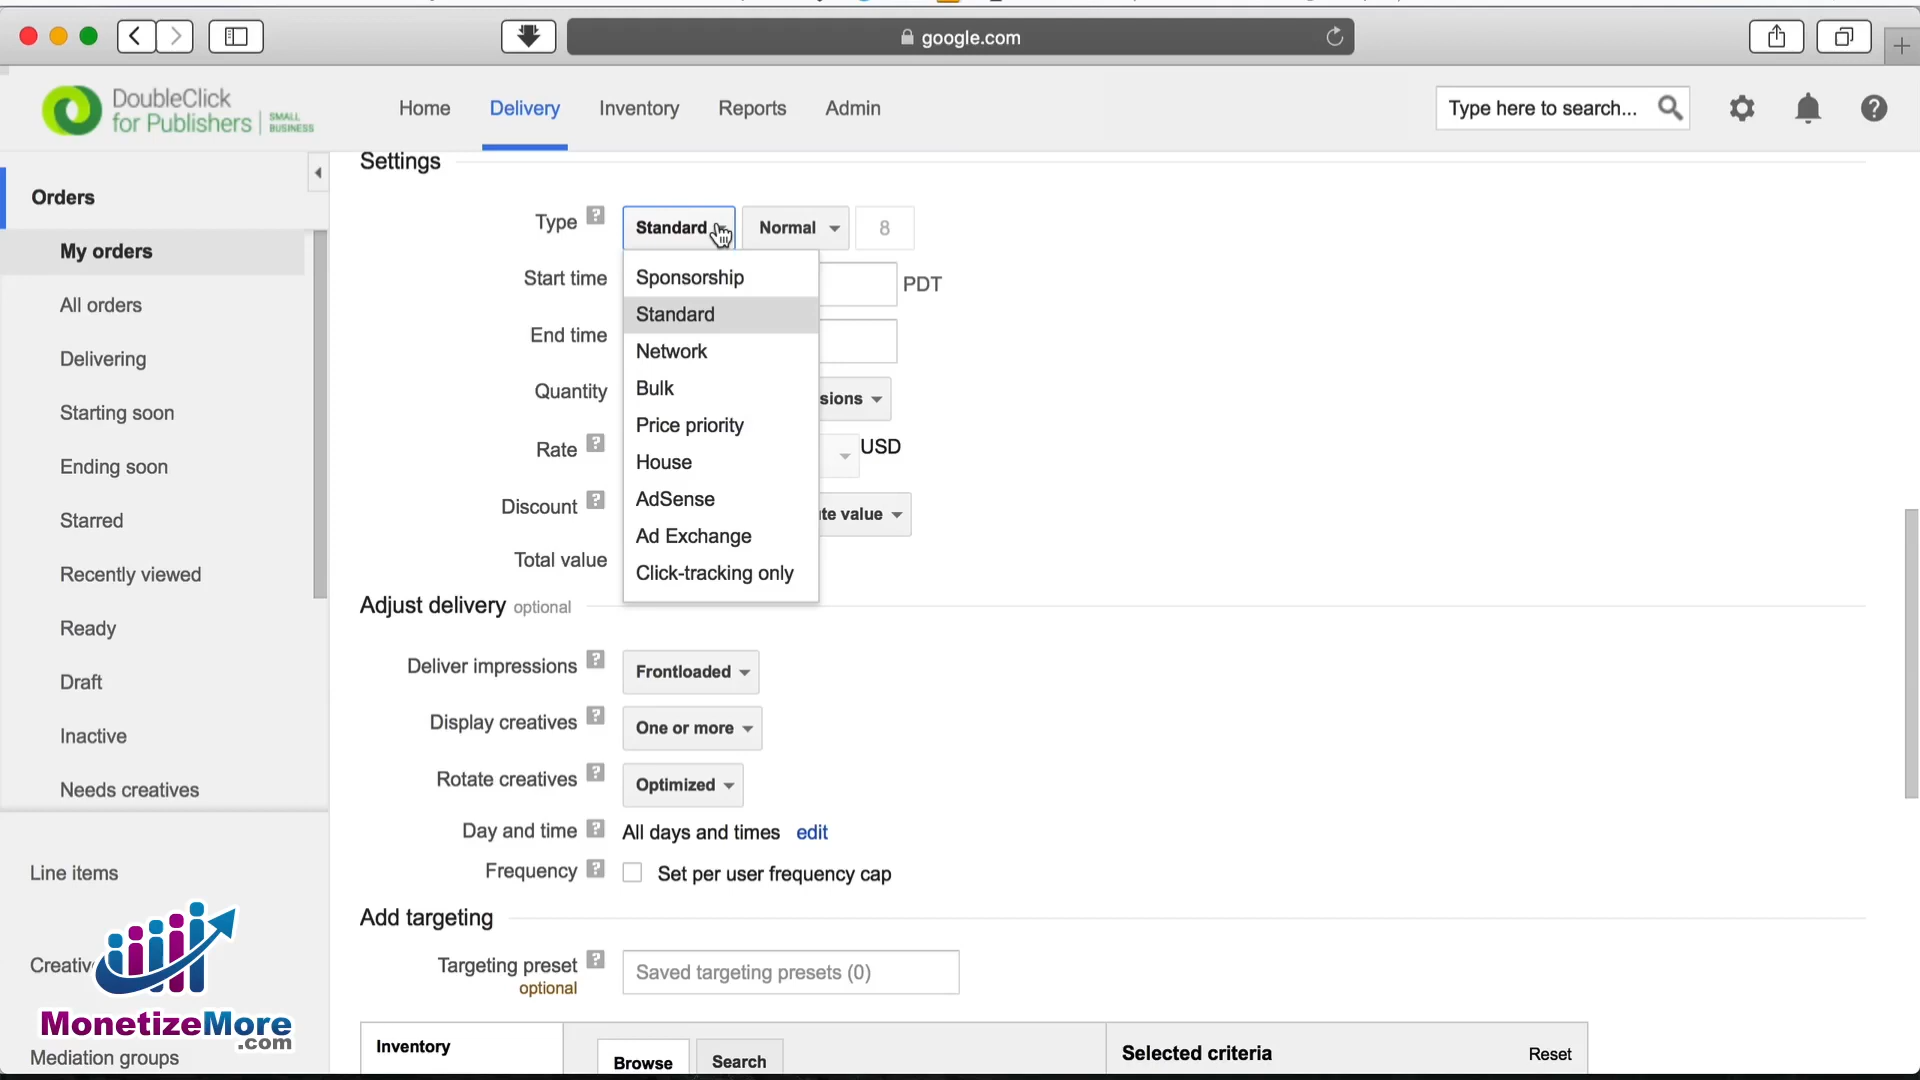 google.com
DoubleClick
for Publishers
SMALL
BUSINESS
Home
Delivery
Inventory
Reports
Admin
Type here to search...
Orders
My orders
All orders
Delivering
Starting soon
Ending soon
Starred
Recently viewed
Ready
Draft
Inactive
Needs creatives
Line items
Creativ
MonetizeMore
.com
Mediation groups
Settings
Type ?
Standard
Normal
8
Sponsorship
Standard
Network
Bulk
Price priority
House
AdSense
Ad Exchange
Click-tracking only
Start time
PDT
End time
Quantity
sions
Rate ?
USD
Discount ?
te value
Total value
Adjust delivery optional
Deliver impressions ? Frontloaded
Display creatives ? One or more
Rotate creatives ? Optimized
Day and time ? All days and times edit
Frequency ? Set per user frequency cap
Add targeting
Targeting preset ?
optional
Saved targeting presets (0)
Inventory
Browse
Search
Selected criteria
Reset